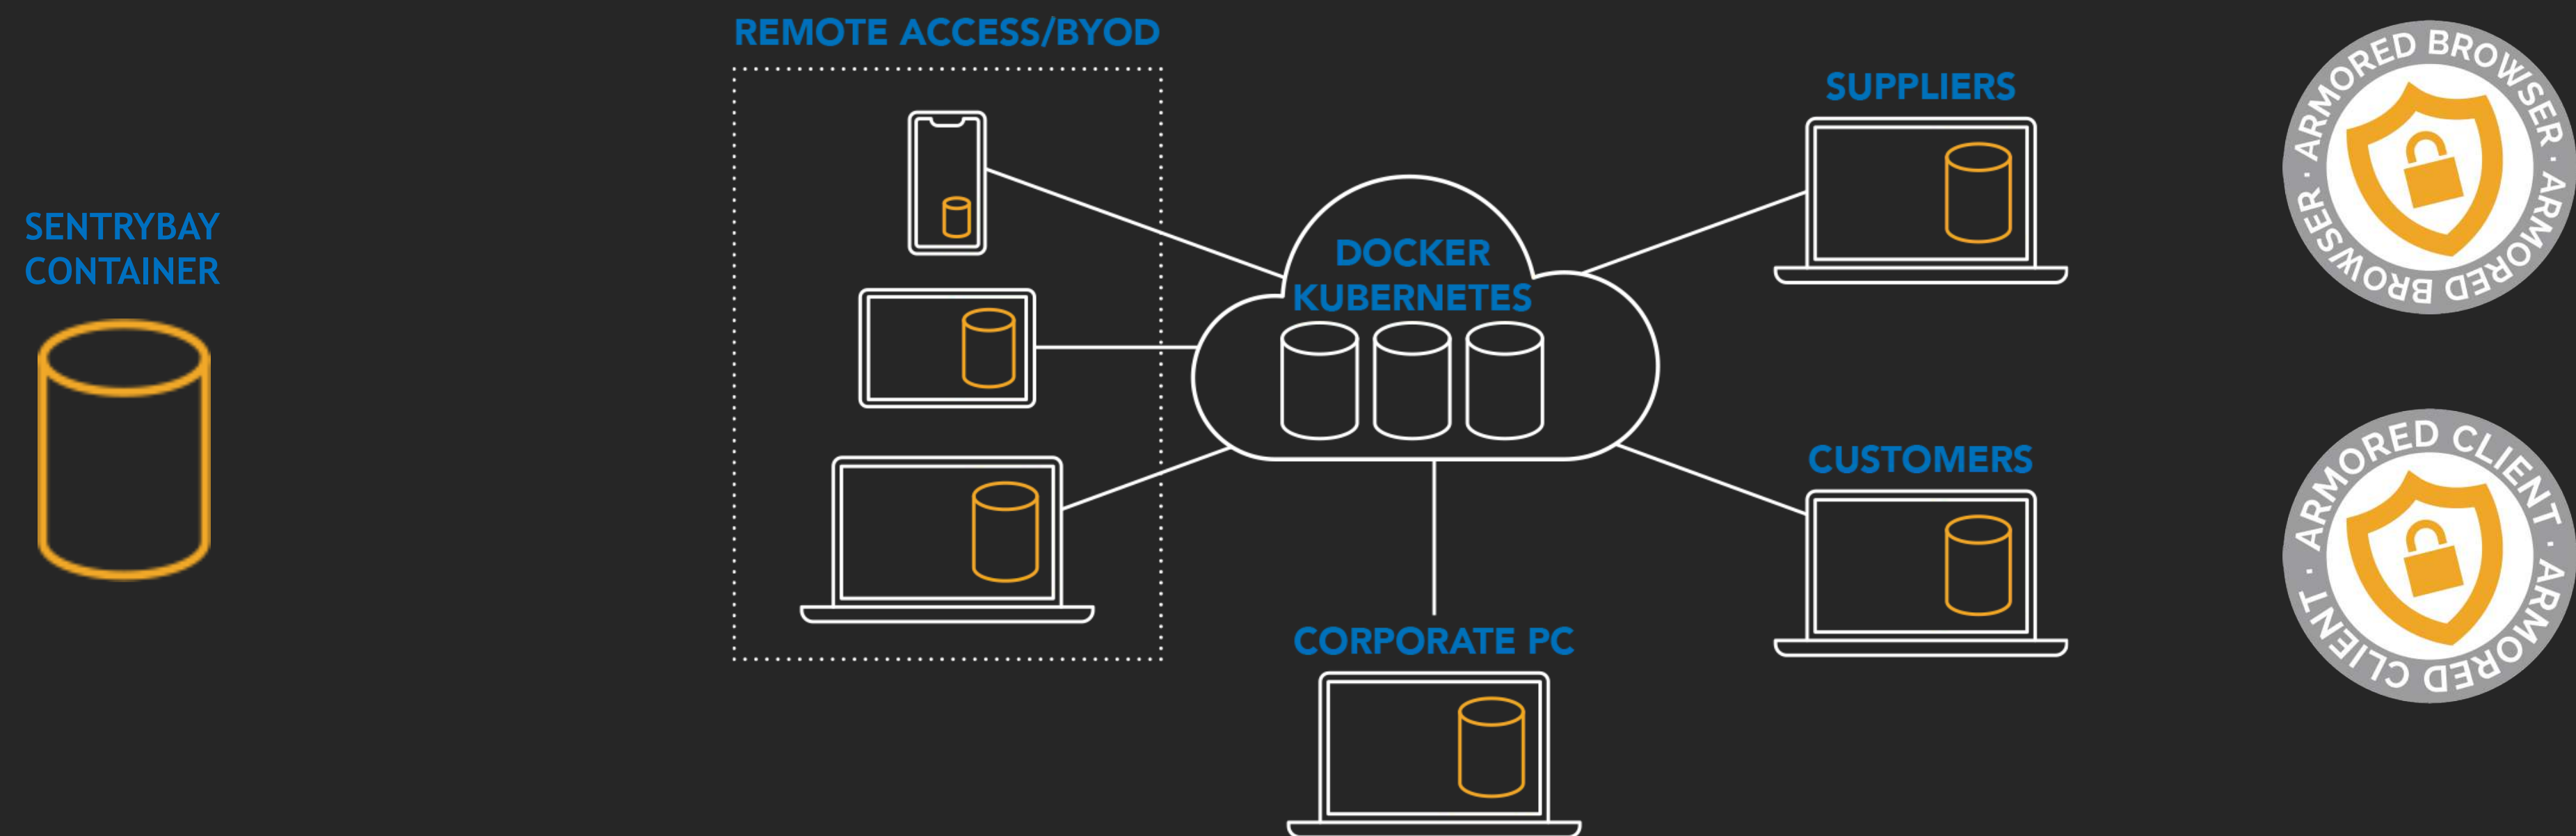 REMOTE ACCESS/BYOD
SENTRYBAY
CONTAINER
DOCKER
KUBERNETES
SUPPLIERS
CUSTOMERS
CORPORATE PC
ARMORED BROWSER · ARMORED BROWSER ·
ARMORED CLIENT · ARMORED CLIENT ·